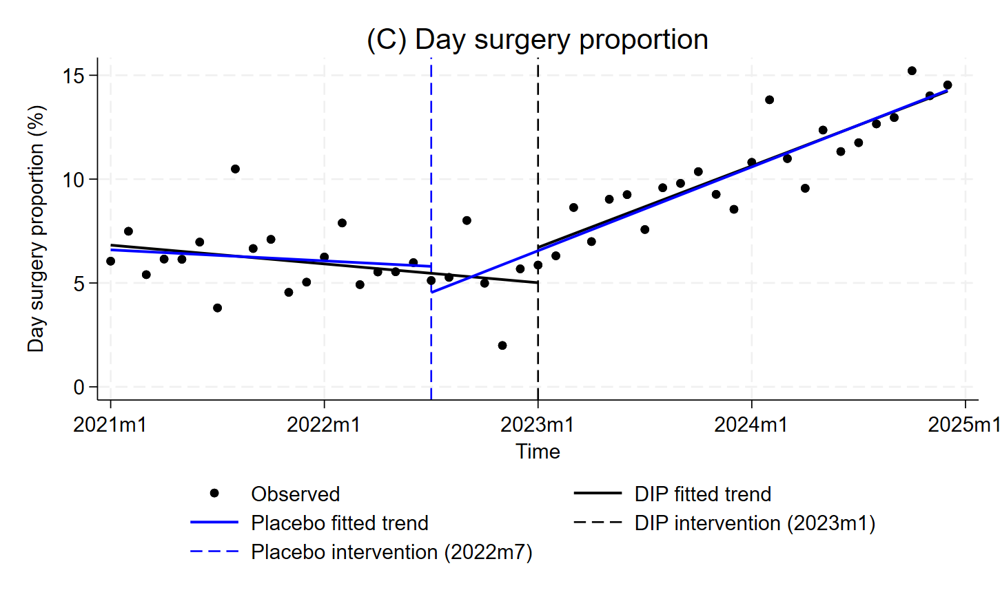 (C) Day surgery proportion
Day surgery proportion (%)
15
10
5
0
2021m1 2022m1 2023m1 2024m1 2025m1
Time
Observed DIP fitted trend
Placebo fitted trend DIP intervention (2023m1)
Placebo intervention (2022m7)